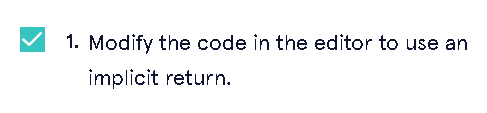 1. Modify the code in the editor to use an
implicit return.